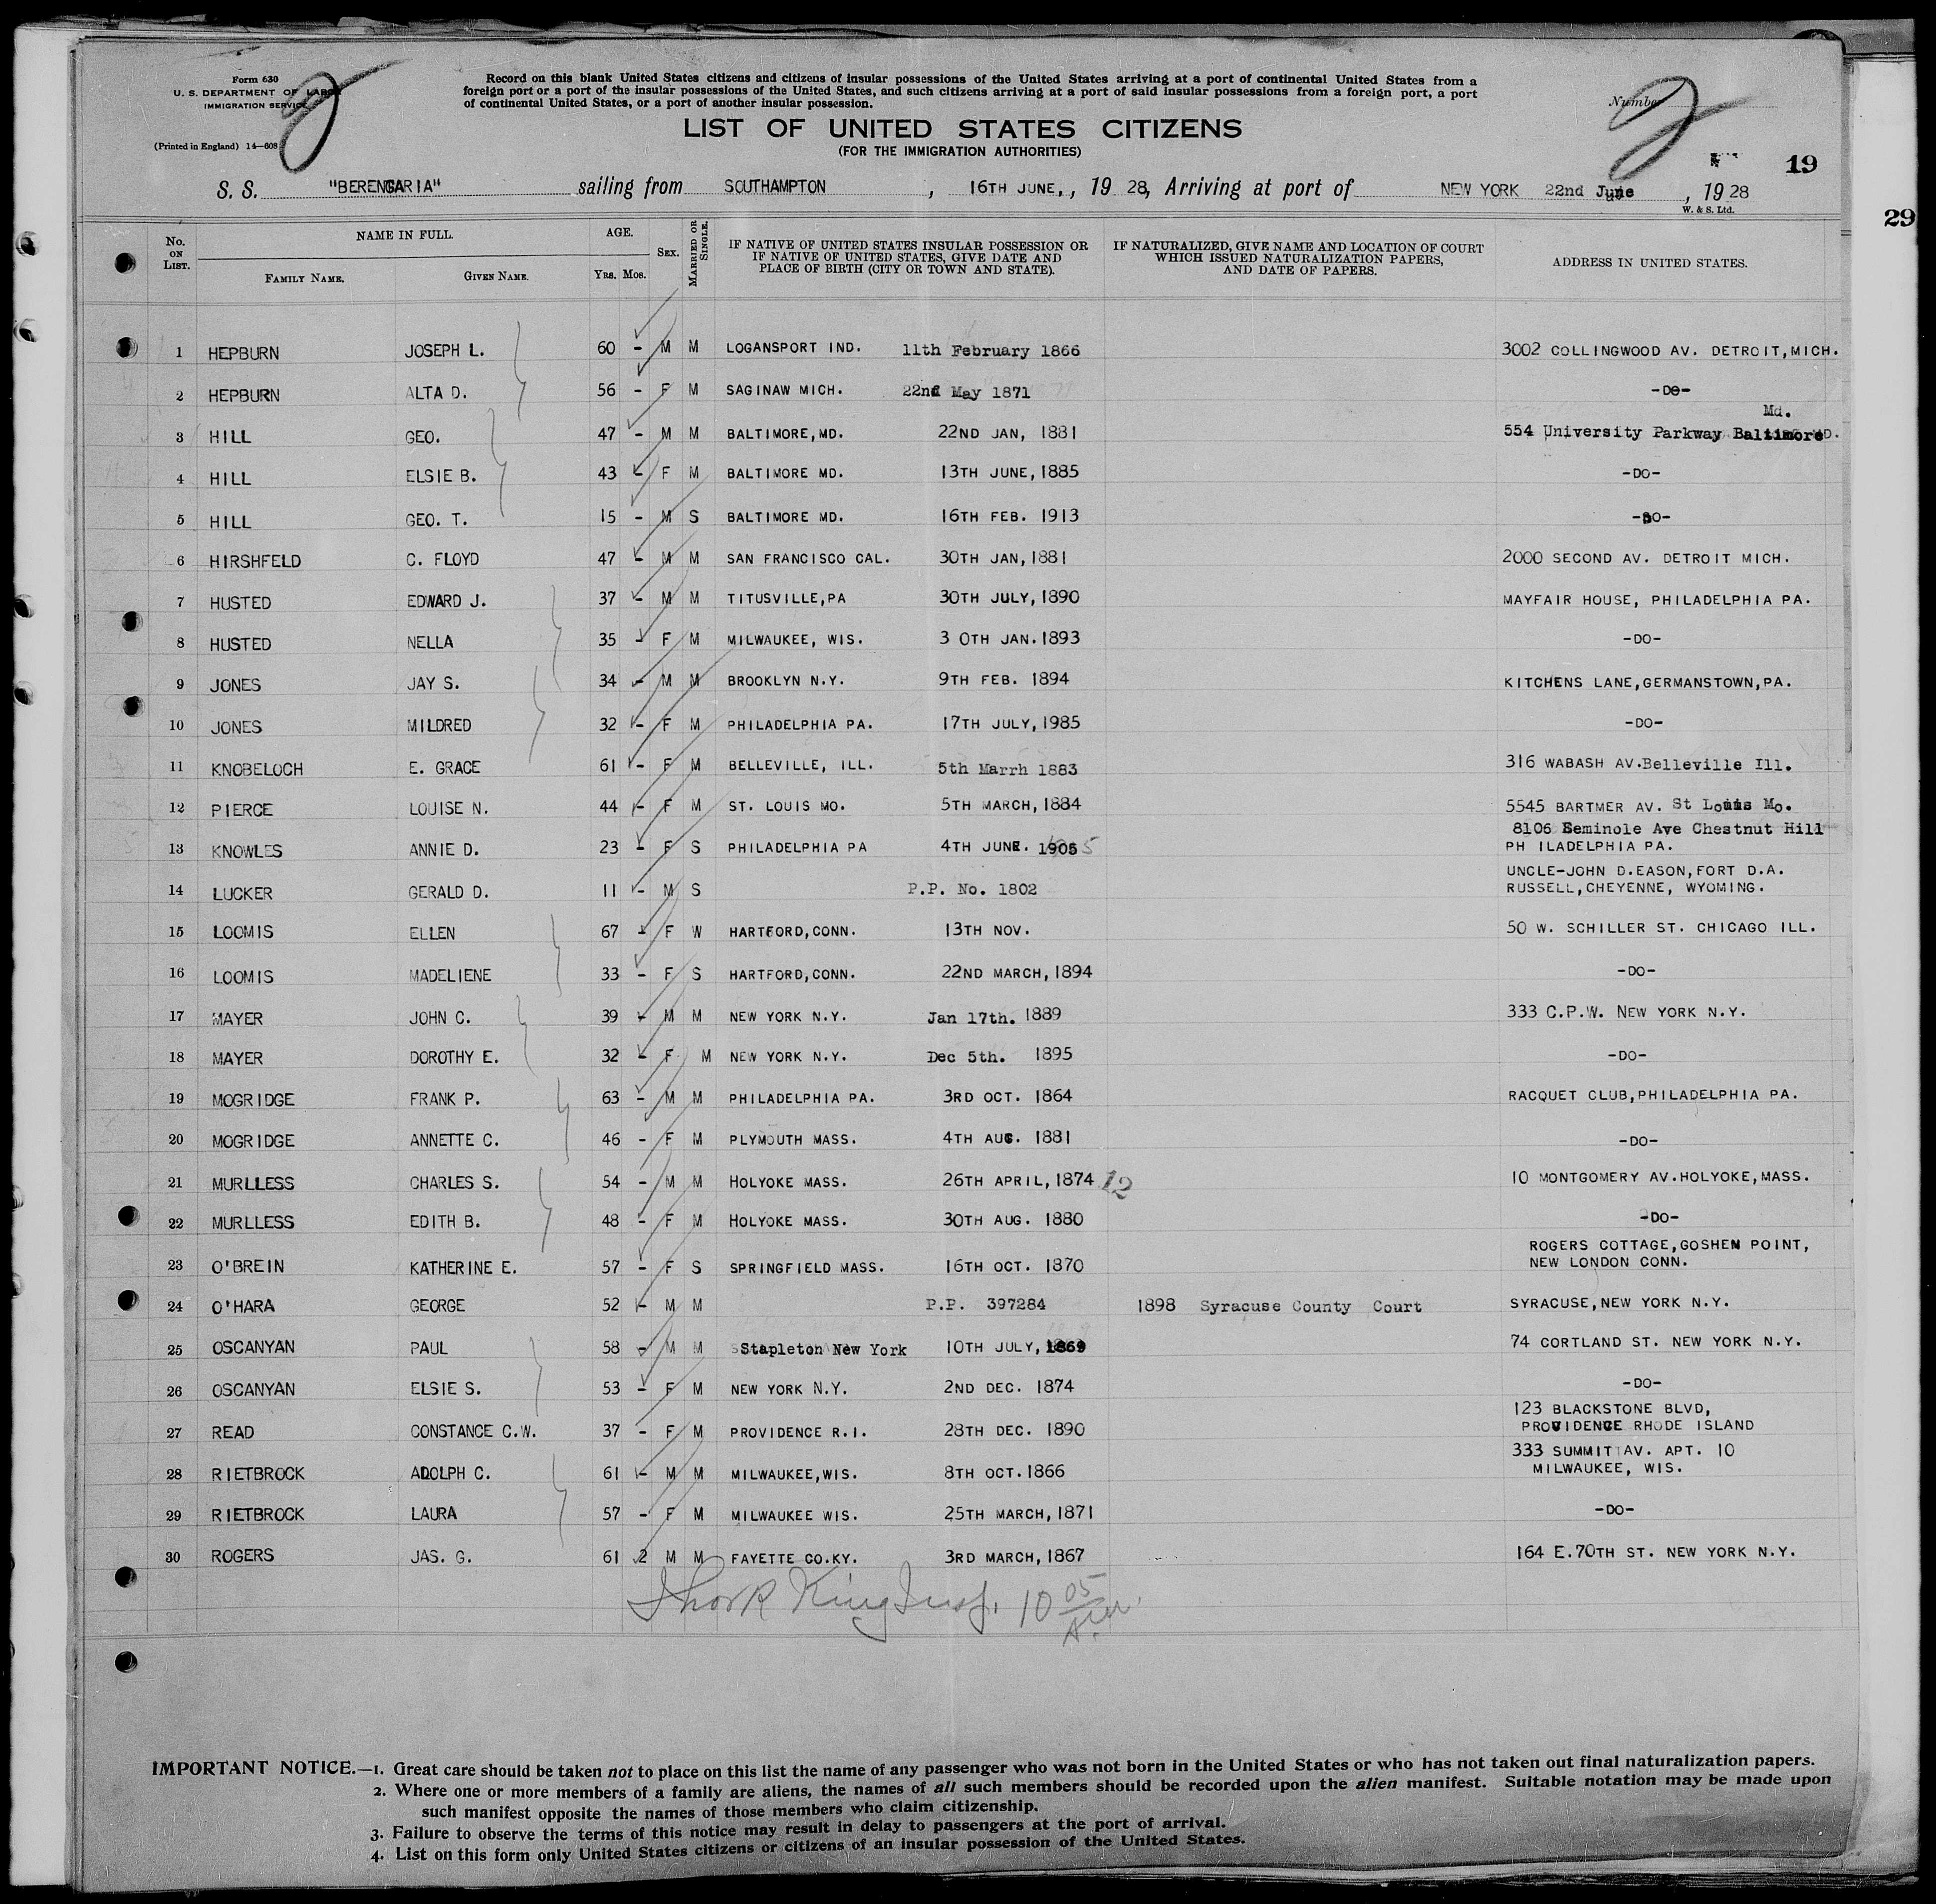 Form 630
U. S. DEPARTMENT OF LABOR
IMMIGRATION SERVICE
(Printed in England) 14—608
2
Record on this blank United States citizens and citizens of insular possessions of the United States arriving at a port of continental United States from a
foreign port or a port of the insular possessions of the United States, and such citizens arriving at a port of said insular possessions from a foreign port, a port
of continental United States, or a port of another insular possession.
Number
2
LIST OF UNITED STATES CITIZENS
(FOR THE IMMIGRATION AUTHORITIES)
19
29
S. S. "BERENGARIA" sailing from SOUTHAMPTON, 16TH JUNE,, 19 28, Arriving at port of NEW YORK 22nd June, 19 28
W. & S. Ltd.
No. ON LIST. NAME IN FULL. FAMILY NAME. GIVEN NAME. AGE. YRS. MOS. SEX. MARRIED OR SINGLE. IF NATIVE OF UNITED STATES INSULAR POSSESSION OR IF NATIVE OF UNITED STATES, GIVE DATE AND PLACE OF BIRTH (CITY OR TOWN AND STATE). IF NATURALIZED, GIVE NAME AND LOCATION OF COURT WHICH ISSUED NATURALIZATION PAPERS, AND DATE OF PAPERS. ADDRESS IN UNITED STATES.
1 HEPBURN JOSEPH L. 60 - M M LOGANSPORT IND. 11th February 1866 3002 COLLINGWOOD AV. DETROIT,MICH.
2 HEPBURN ALTA D. 56 - F M SAGINAW MICH. 22nd May 1871 -DO-
Md.
3 HILL GEO. 47 - M M BALTIMORE,MD. 22ND JAN, 1881 554 University Parkway Baltimore
4 HILL ELSIE B. 43 - F M BALTIMORE MD. 13TH JUNE,1885 -DO-
5 HILL GEO. T. 15 - M S BALTIMORE MD. 16TH FEB. 1913 -DO-
6 HIRSHFELD C. FLOYD 47 - M M SAN FRANCISCO CAL. 30TH JAN,1881 2000 SECOND AV. DETROIT MICH.
7 HUSTED EDWARD J. 37 - M M TITUSVILLE,PA 30TH JULY,1890 MAYFAIR HOUSE, PHILADELPHIA PA.
8 HUSTED NELLA 35 - F M MILWAUKEE, WIS. 3 0TH JAN.1893 -DO-
9 JONES JAY S. 34 - M M BROOKLYN N.Y. 9TH FEB. 1894 KITCHENS LANE,GERMANSTOWN,PA.
10 JONES MILDRED 32 - F M PHILADELPHIA PA. 17TH JULY,1985 -DO-
11 KNOBELOCH E. GRACE 61 - F M BELLEVILLE, ILL. 5th Marrh 1883 316 WABASH AV.Belleville Ill.
12 PIERCE LOUISE N. 44 - F M ST. LOUIS MO. 5TH MARCH,1884 5545 BARTMER AV. St Louis Mo.
8106 Seminole Ave Chestnut Hill
13 KNOWLES ANNIE D. 23 - F S PHILADELPHIA PA 4TH JUNE. 1905 5 PH ILADELPHIA PA.
UNCLE-JOHN D.EASON,FORT D.A.
14 LUCKER GERALD D. 11 - M S P.P. No. 1802 RUSSELL,CHEYENNE, WYOMING.
15 LOOMIS ELLEN 67 - F W HARTFORD,CONN. 13TH NOV. 50 W. SCHILLER ST. CHICAGO ILL.
16 LOOMIS MADELIENE 33 - F S HARTFORD,CONN. 22ND MARCH,1894 -DO-
17 MAYER JOHN C. 39 - M M NEW YORK N.Y. Jan 17th. 1889 333 C.P.W. NEW YORK N.Y.
18 MAYER DOROTHY E. 32 - F M NEW YORK N.Y. Dec 5th. 1895 -DO-
19 MOGRIDGE FRANK P. 63 - M M PHILADELPHIA PA. 3RD OCT. 1864 RACQUET CLUB,PHILADELPHIA PA.
20 MOGRIDGE ANNETTE C. 46 - F M PLYMOUTH MASS. 4TH AUG. 1881 -DO-
21 MURLLESS CHARLES S. 54 - M M HOLYOKE MASS. 26TH APRIL,1874 12 10 MONTGOMERY AV.HOLYOKE,MASS.
22 MURLLESS EDITH B. 48 - F M HOLYOKE MASS. 30TH AUG. 1880 -DO-
ROGERS COTTAGE,GOSHEN POINT,
23 O'BREIN KATHERINE E. 57 - F S SPRINGFIELD MASS. 16TH OCT. 1870 NEW LONDON CONN.
24 O'HARA GEORGE 52 - M M P.P. 397284 1898 Syracuse County Court SYRACUSE,NEW YORK N.Y.
25 OSCANYAN PAUL 58 - M M Stapleton New York 10TH JULY,1869 74 CORTLAND ST. NEW YORK N.Y.
26 OSCANYAN ELSIE S. 53 - F M NEW YORK N.Y. 2ND DEC. 1874 -DO-
123 BLACKSTONE BLVD,
27 READ CONSTANCE C.W. 37 - F M PROVIDENCE R.I. 28TH DEC. 1890 PROVIDENCE RHODE ISLAND
333 SUMMIT AV. APT. 10
28 RIETBROCK ADOLPH C. 61 - M M MILWAUKEE,WIS. 8TH OCT.1866 MILWAUKEE, WIS.
29 RIETBROCK LAURA 57 - F M MILWAUKEE WIS. 25TH MARCH,1871 -DO-
30 ROGERS JAS. G. 61 2 M M FAYETTE CO.KY. 3RD MARCH,1867 164 E.70TH ST. NEW YORK N.Y.
King Insp. 10 05 A.M.
IMPORTANT NOTICE.—1. Great care should be taken not to place on this list the name of any passenger who was not born in the United States or who has not taken out final naturalization papers.
2. Where one or more members of a family are aliens, the names of all such members should be recorded upon the alien manifest. Suitable notation may be made upon
such manifest opposite the names of those members who claim citizenship.
3. Failure to observe the terms of this notice may result in delay to passengers at the port of arrival.
4. List on this form only United States citizens or citizens of an insular possession of the United States.